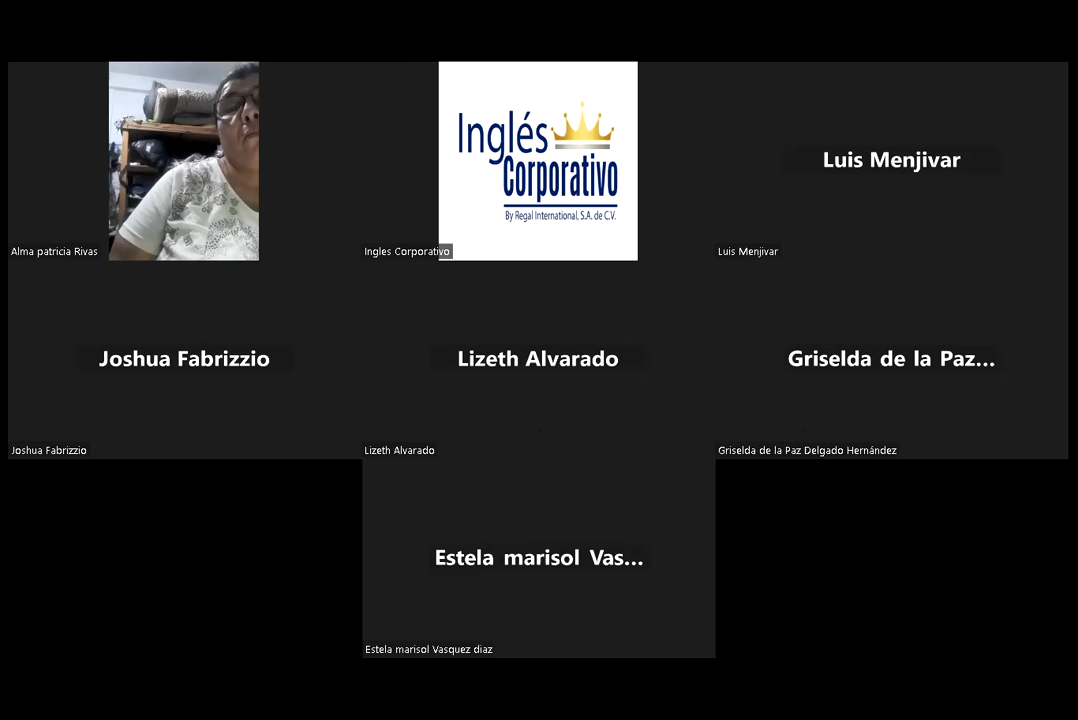 Inglés
Corporativo
By Regal International, S.A. de C.V.
Luis Menjivar
Alma patricia Rivas
Ingles Corporativo
Luis Menjivar
Joshua Fabrizzio
Lizeth Alvarado
Griselda de la Paz...
Joshua Fabrizzio
Lizeth Alvarado
Griselda de la Paz Delgado Hernández
Estela marisol Vas...
Estela marisol Vasquez diaz